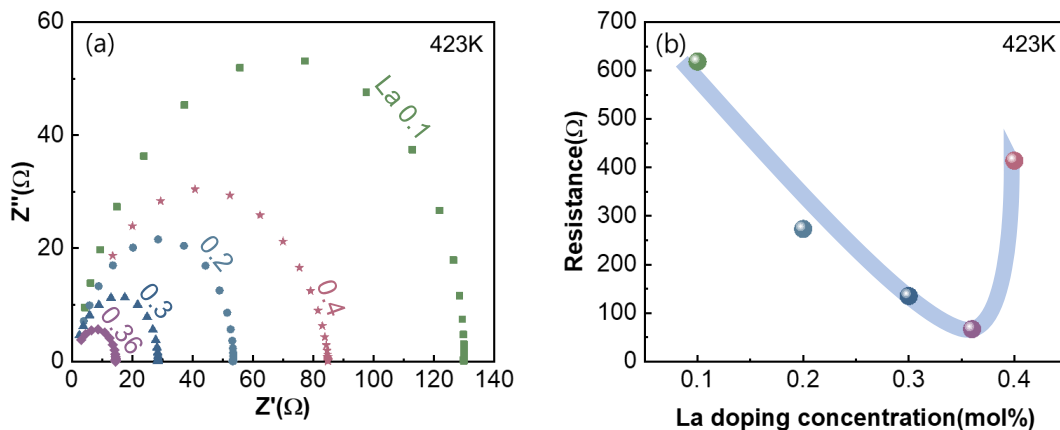 (a)
423K
60
40
20
0
Z''(Ω)
La 0.1
0.2
0.3
0.36
0.4
0 20 40 60 80 100 120 140
Z'(Ω)
(b)
423K
700
600
500
400
300
200
100
0
Resistance(Ω)
0.1 0.2 0.3 0.4
La doping concentration(mol%)